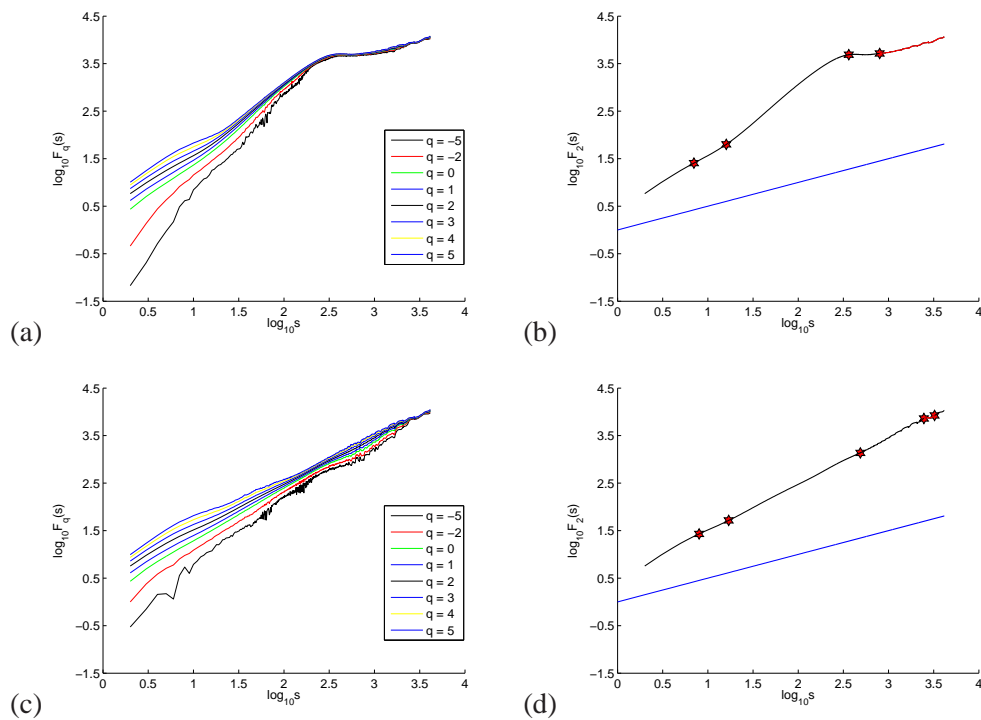 4.5
3.5
2.5
1.5
0.5
−0.5
−1.5
log₁₀F_q(s)
0
0.5
1
1.5
2
2.5
3
3.5
4
log₁₀s
q = −5
q = −2
q = 0
q = 1
q = 2
q = 3
q = 4
q = 5
(a)
4.5
3.5
2.5
1.5
0.5
−0.5
−1.5
log₁₀F₂(s)
0
0.5
1
1.5
2
2.5
3
3.5
4
log₁₀s
(b)
4.5
3.5
2.5
1.5
0.5
−0.5
−1.5
log₁₀F_q(s)
0
0.5
1
1.5
2
2.5
3
3.5
4
log₁₀s
q = −5
q = −2
q = 0
q = 1
q = 2
q = 3
q = 4
q = 5
(c)
4.5
3.5
2.5
1.5
0.5
−0.5
−1.5
log₁₀F₂(s)
0
0.5
1
1.5
2
2.5
3
3.5
4
log₁₀s
(d)